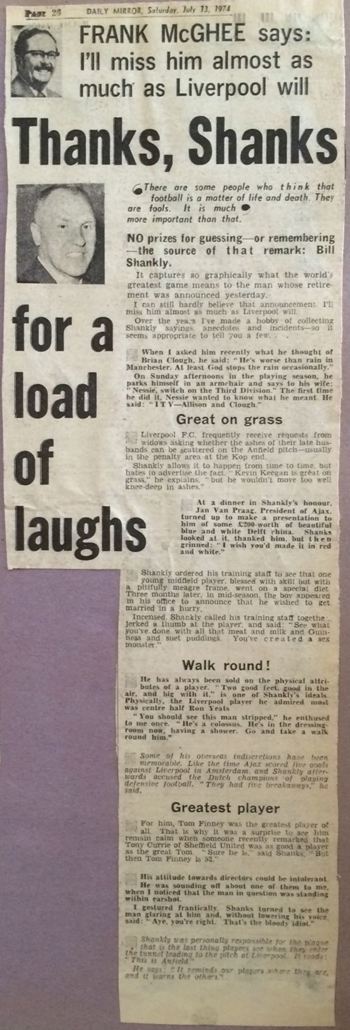 PAGE 28 DAILY MIRROR, Saturday, July 13, 1974
FRANK McGHEE says:
I'll miss him almost as
much as Liverpool will
Thanks, Shanks
for a
load
of
laughs
There are some people who think that
football is a matter of life and death. They
are fools. It is much
more important than that.
NO prizes for guessing—or remembering
—the source of that remark: Bill
Shankly.
It captures so graphically what the world's
greatest game means to the man whose retire-
ment was announced yesterday.
I can still hardly believe that announcement. I'll
miss him almost as much as Liverpool will.
Over the years I've made a hobby of collecting
Shankly sayings, anecdotes and incidents—so it
seems appropriate to tell you a few. . .
When I asked him recently what he thought of
Brian Clough, he said: "He's worse than rain in
Manchester. At least God stops the rain occasionally."
On Sunday afternoons in the playing season, he
parks himself in an armchair and says to his wife:
"Nessie, switch on the Third Division." The first time
he did it, Nessie wanted to know what he meant. He
said: "ITV—Allison and Clough."
Great on grass
Liverpool F.C. frequently receive requests from
widows asking whether the ashes of their late hus-
bands can be scattered on the Anfield pitch—usually
in the penalty area at the Kop end.
Shankly allows it to happen from time to time, but
hates to advertise the fact. "Kevin Keegan is great on
grass," he explains, "but he wouldn't move too well
knee-deep in ashes."
At a dinner in Shankly's honour,
Jan Van Praag, President of Ajax,
turned up to make a presentation
to him of some £200-worth of beautiful
blue and white Delft china. Shanks
looked at it, thanked him, but then
grinned: "I wish you'd made it in red
and white."
Shankly ordered his training staff to see that one
young midfield player, blessed with skill but with
a pitifully meagre frame, went on a special diet.
Three months later, in mid-season, the boy appeared
in his office to announce that he wished to get
married in a hurry.
Incensed, Shankly called his training staff togethe
jerked a thumb at the player, and said: "See what
you've done with all that meat and milk and Guin-
ness and suet puddings. You've created a sex
monster."
Walk round!
He has always been sold on the physical attri-
butes of a player. "Two good feet, good in the
air, and big with it," is one of Shankly's ideals.
Physically, the Liverpool player he admired most
was centre half Ron Yeats
"You should see this man stripped," he enthused
to me once. "He's a colossus. He's in the dressing-
room now, having a shower. Go and take a walk
round him."
Some of his overseas indiscretions have been
memorable. Like the time Ajax scored five goals
against Liverpool in Amsterdam, and Shankly after-
wards accused the Dutch champions of playing
defensive football. "They had five breakaways," he
said.
Greatest player
For him, Tom Finney was the greatest player of
all. That is why it was a surprise to see him
remain calm when someone recently remarked that
Tony Currie of Sheffield United was as good a player
as the great Tom. "Sure he is," said Shanks, "But
then Tom Finney is 52."
His attitude towards directors could be intolerant.
He was sounding off about one of them to me,
when I noticed that the man in question was standing
within earshot.
I gestured frantically. Shanks turned to see the
man glaring at him and, without lowering his voice,
said: "Aye, you're right. That's the bloody idiot."
Shankly was personally responsible for the plaque
that is the last thing players see when they enter
the tunnel leading to the pitch at Liverpool. It reads:
"This is Anfield."
He says: "It reminds our players where they are,
and it warns the others."